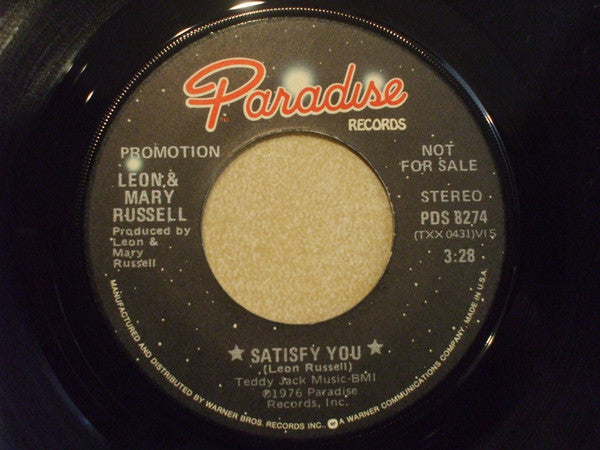 Paradise
RECORDS
PROMOTION
NOT
FOR SALE
LEON &
MARY
RUSSELL
Produced by
Leon &
Mary
Russell
STEREO
PDS 8274
(TXX 0431)V1 S
3:28
★ SATISFY YOU ★
(Leon Russell)
Teddy Jack Music-BMI
℗1976 Paradise
Records, Inc.
MANUFACTURED AND DISTRIBUTED BY WARNER BROS. RECORDS INC., A WARNER COMMUNICATIONS COMPANY. MADE IN U.S.A.